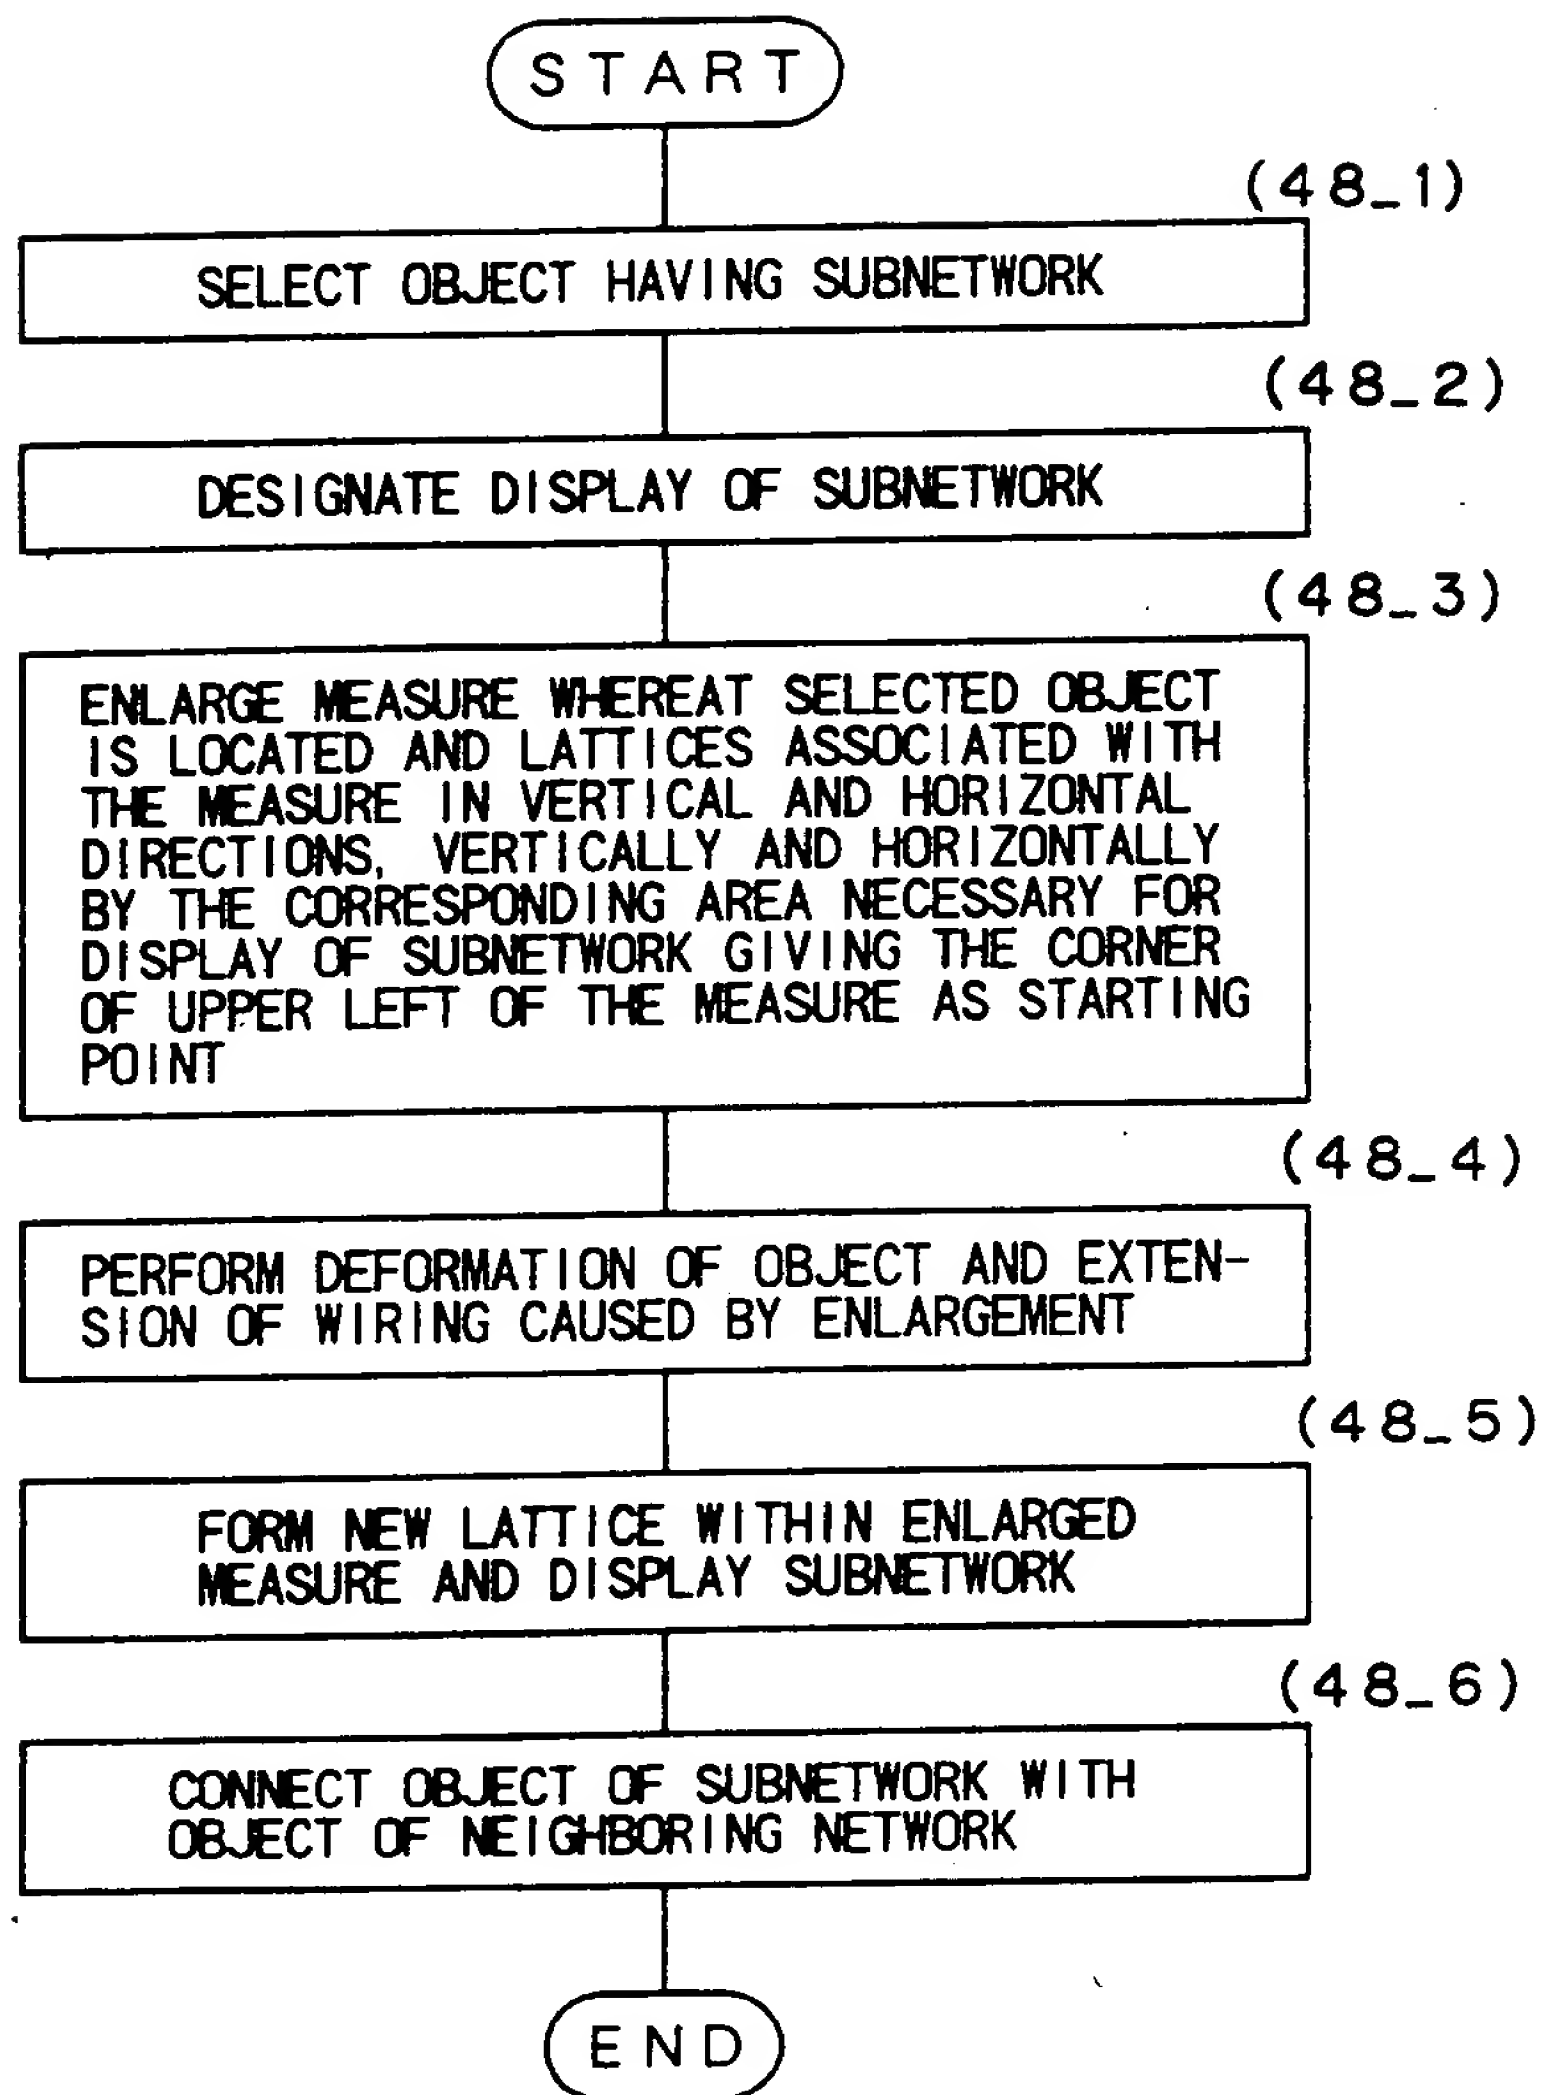 START
(48_1)
SELECT OBJECT HAVING SUBNETWORK
(48_2)
DESIGNATE DISPLAY OF SUBNETWORK
(48_3)
ENLARGE MEASURE WHEREAT SELECTED OBJECT
IS LOCATED AND LATTICES ASSOCIATED WITH
THE MEASURE IN VERTICAL AND HORIZONTAL
DIRECTIONS, VERTICALLY AND HORIZONTALLY
BY THE CORRESPONDING AREA NECESSARY FOR
DISPLAY OF SUBNETWORK GIVING THE CORNER
OF UPPER LEFT OF THE MEASURE AS STARTING
POINT
(48_4)
PERFORM DEFORMATION OF OBJECT AND EXTEN-
SION OF WIRING CAUSED BY ENLARGEMENT
(48_5)
FORM NEW LATTICE WITHIN ENLARGED
MEASURE AND DISPLAY SUBNETWORK
(48_6)
CONNECT OBJECT OF SUBNETWORK WITH
OBJECT OF NEIGHBORING NETWORK
END